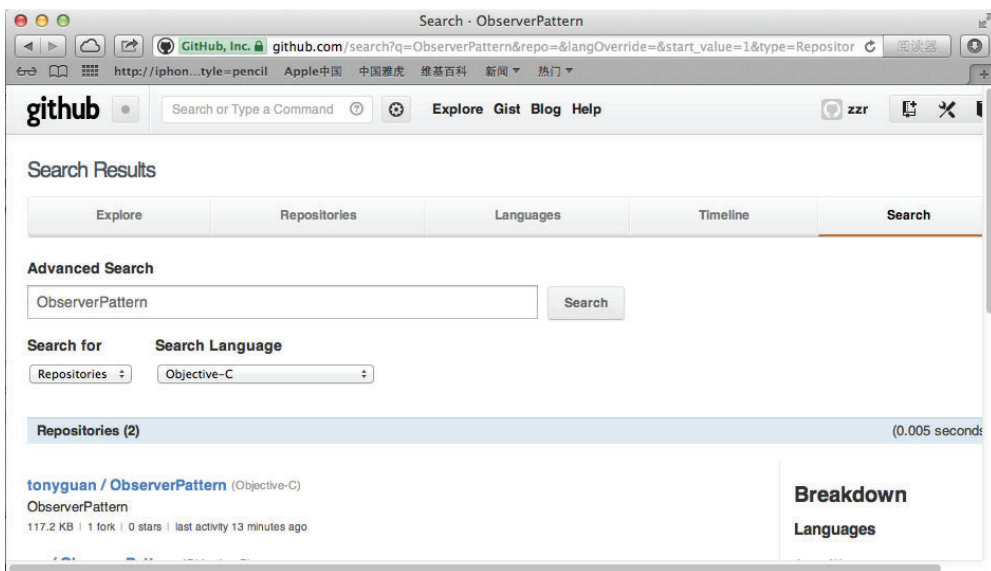 Search · ObserverPattern
GitHub, Inc. github.com/search?q=ObserverPattern&repo=&langOverride=&start_value=1&type=Repositor 阅读器
http://iphon...tyle=pencil Apple中国 中国雅虎 维基百科 新闻 热门
github Search or Type a Command Explore Gist Blog Help zzr
Search Results
Explore Repositories Languages Timeline Search
Advanced Search
ObserverPattern Search
Search for Search Language
Repositories Objective-C
Repositories (2) (0.005 seconds
tonyguan / ObserverPattern (Objective-C)
ObserverPattern
117.2 KB | 1 fork | 0 stars | last activity 13 minutes ago
Breakdown
Languages